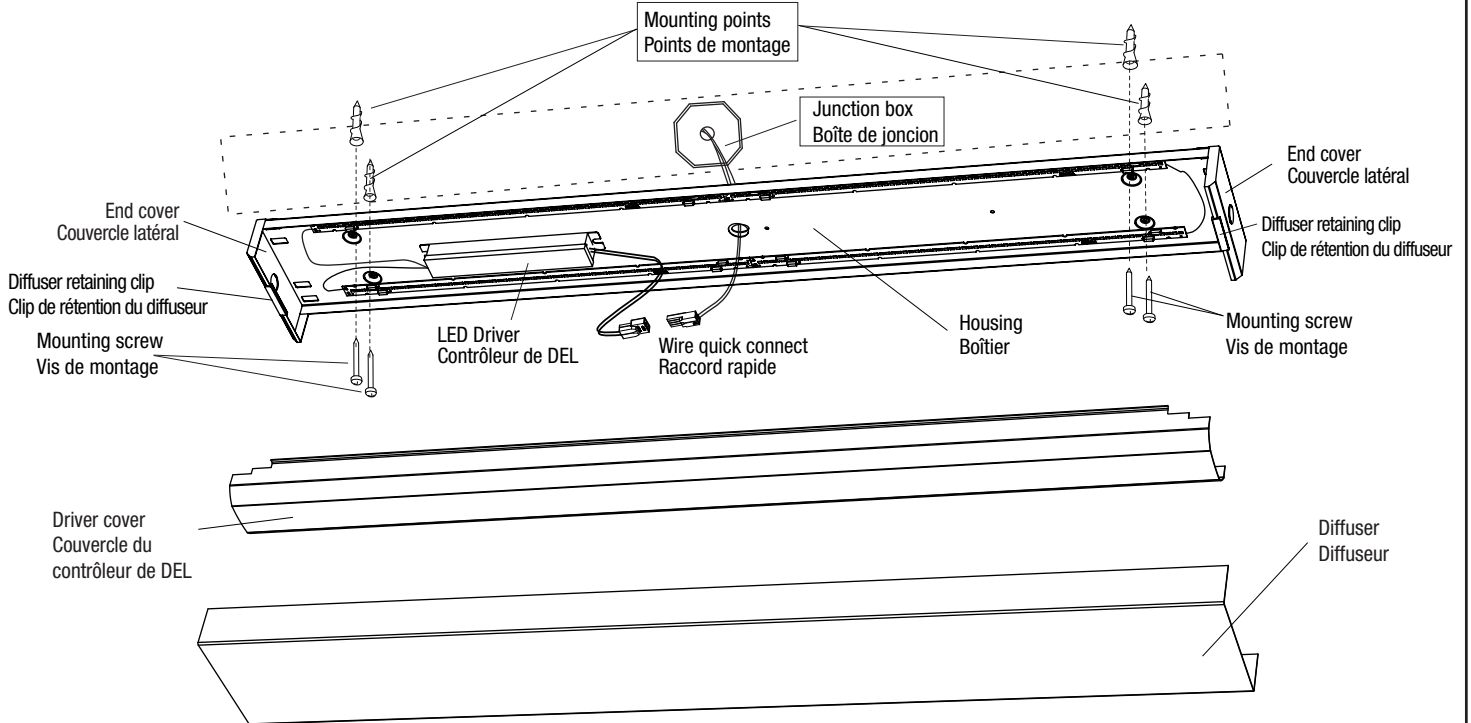 Mounting points
Points de montage
Junction box
Boîte de joncion
End cover
Couvercle latéral
End cover
Couvercle latéral
Diffuser retaining clip
Clip de rétention du diffuseur
Diffuser retaining clip
Clip de rétention du diffuseur
Mounting screw
Vis de montage
LED Driver
Contrôleur de DEL
Wire quick connect
Raccord rapide
Housing
Boîtier
Mounting screw
Vis de montage
Driver cover
Couvercle du
contrôleur de DEL
Diffuser
Diffuseur